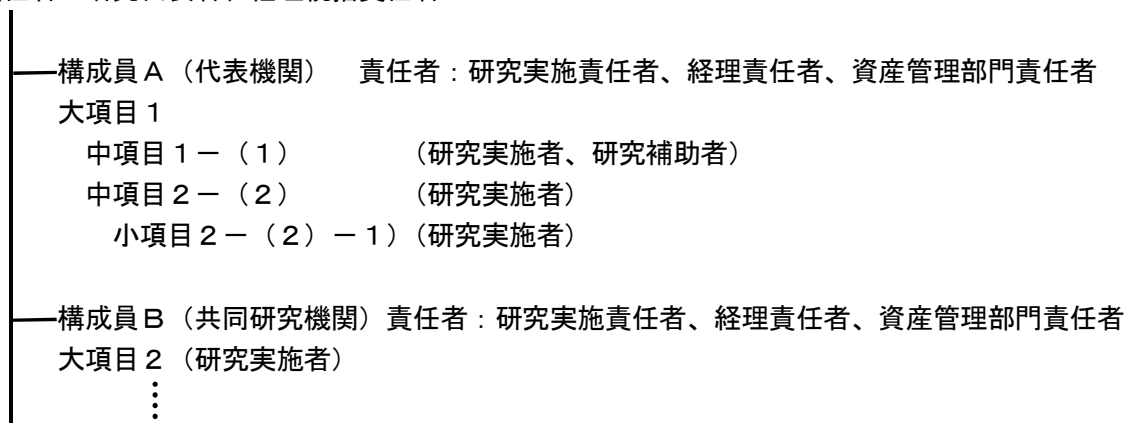 構成員A（代表機関）　責任者：研究実施責任者、経理責任者、資産管理部門責任者
大項目１
中項目１－（１）　（研究実施者、研究補助者）
中項目２－（２）　（研究実施者）
小項目２－（２）－１）（研究実施者）
構成員B（共同研究機関）責任者：研究実施責任者、経理責任者、資産管理部門責任者
大項目２（研究実施者）